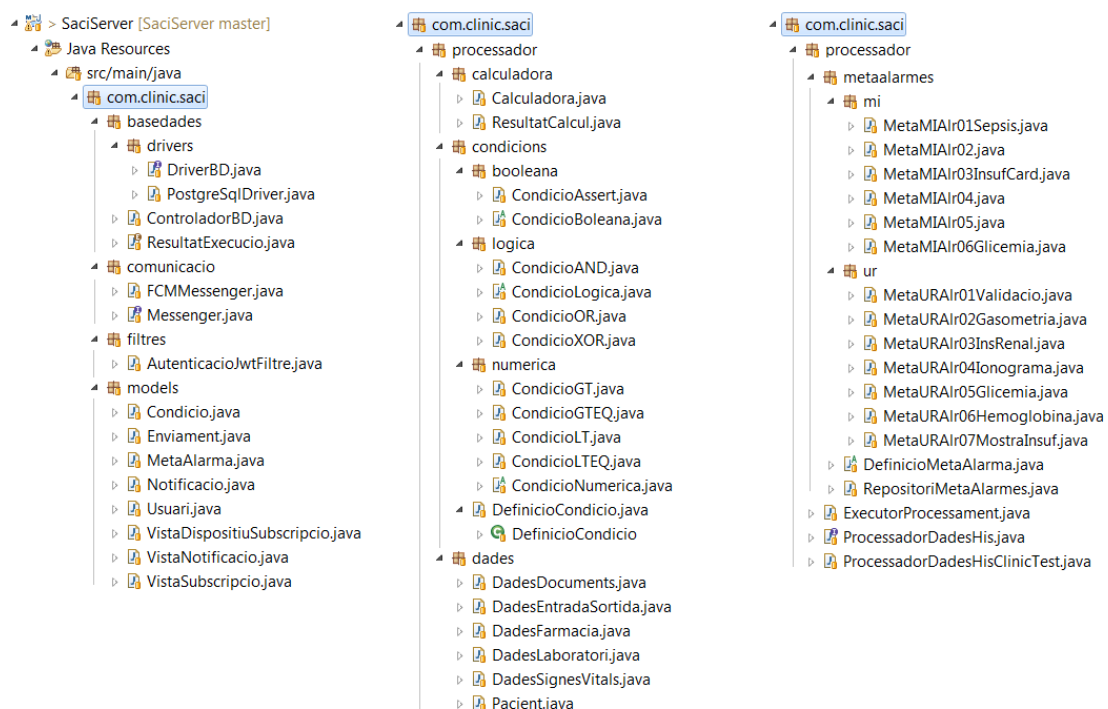 > SaciServer [SaciServer master]
Java Resources
src/main/java
com.clinic.saci
basedades
drivers
DriverBD.java
PostgreSqlDriver.java
ControladorBD.java
ResultatExecucio.java
comunicacio
FCMMessenger.java
Messenger.java
filtres
AutenticacioJwtFiltre.java
models
Condicio.java
Enviament.java
MetaAlarma.java
Notificacio.java
Usuari.java
VistaDispositiuSubscripcio.java
VistaNotificacio.java
VistaSubscripcio.java
com.clinic.saci
processador
calculadora
Calculadora.java
ResultatCalcul.java
condicions
booleana
CondicioAssert.java
CondicioBoleana.java
logica
CondicioAND.java
CondicioLogica.java
CondicioOR.java
CondicioXOR.java
numerica
CondicioGT.java
CondicioGTEQ.java
CondicioLT.java
CondicioLTEQ.java
CondicioNumerica.java
DefinicioCondicio.java
DefinicioCondicio
dades
DadesDocuments.java
DadesEntradaSortida.java
DadesFarmacia.java
DadesLaboratori.java
DadesSignesVitals.java
Pacient.java
com.clinic.saci
processador
metaalarmes
mi
MetaMIAlr01Sepsis.java
MetaMIAlr02.java
MetaMIAlr03InsufCard.java
MetaMIAlr04.java
MetaMIAlr05.java
MetaMIAlr06Glicemia.java
ur
MetaURAlr01Validacio.java
MetaURAlr02Gasometria.java
MetaURAlr03InsRenal.java
MetaURAlr04Ionograma.java
MetaURAlr05Glicemia.java
MetaURAlr06Hemoglobina.java
MetaURAlr07MostraInsuf.java
DefinicioMetaAlarma.java
RepositoriMetaAlarmes.java
ExecutorProcessament.java
ProcessadorDadesHis.java
ProcessadorDadesHisClinicTest.java